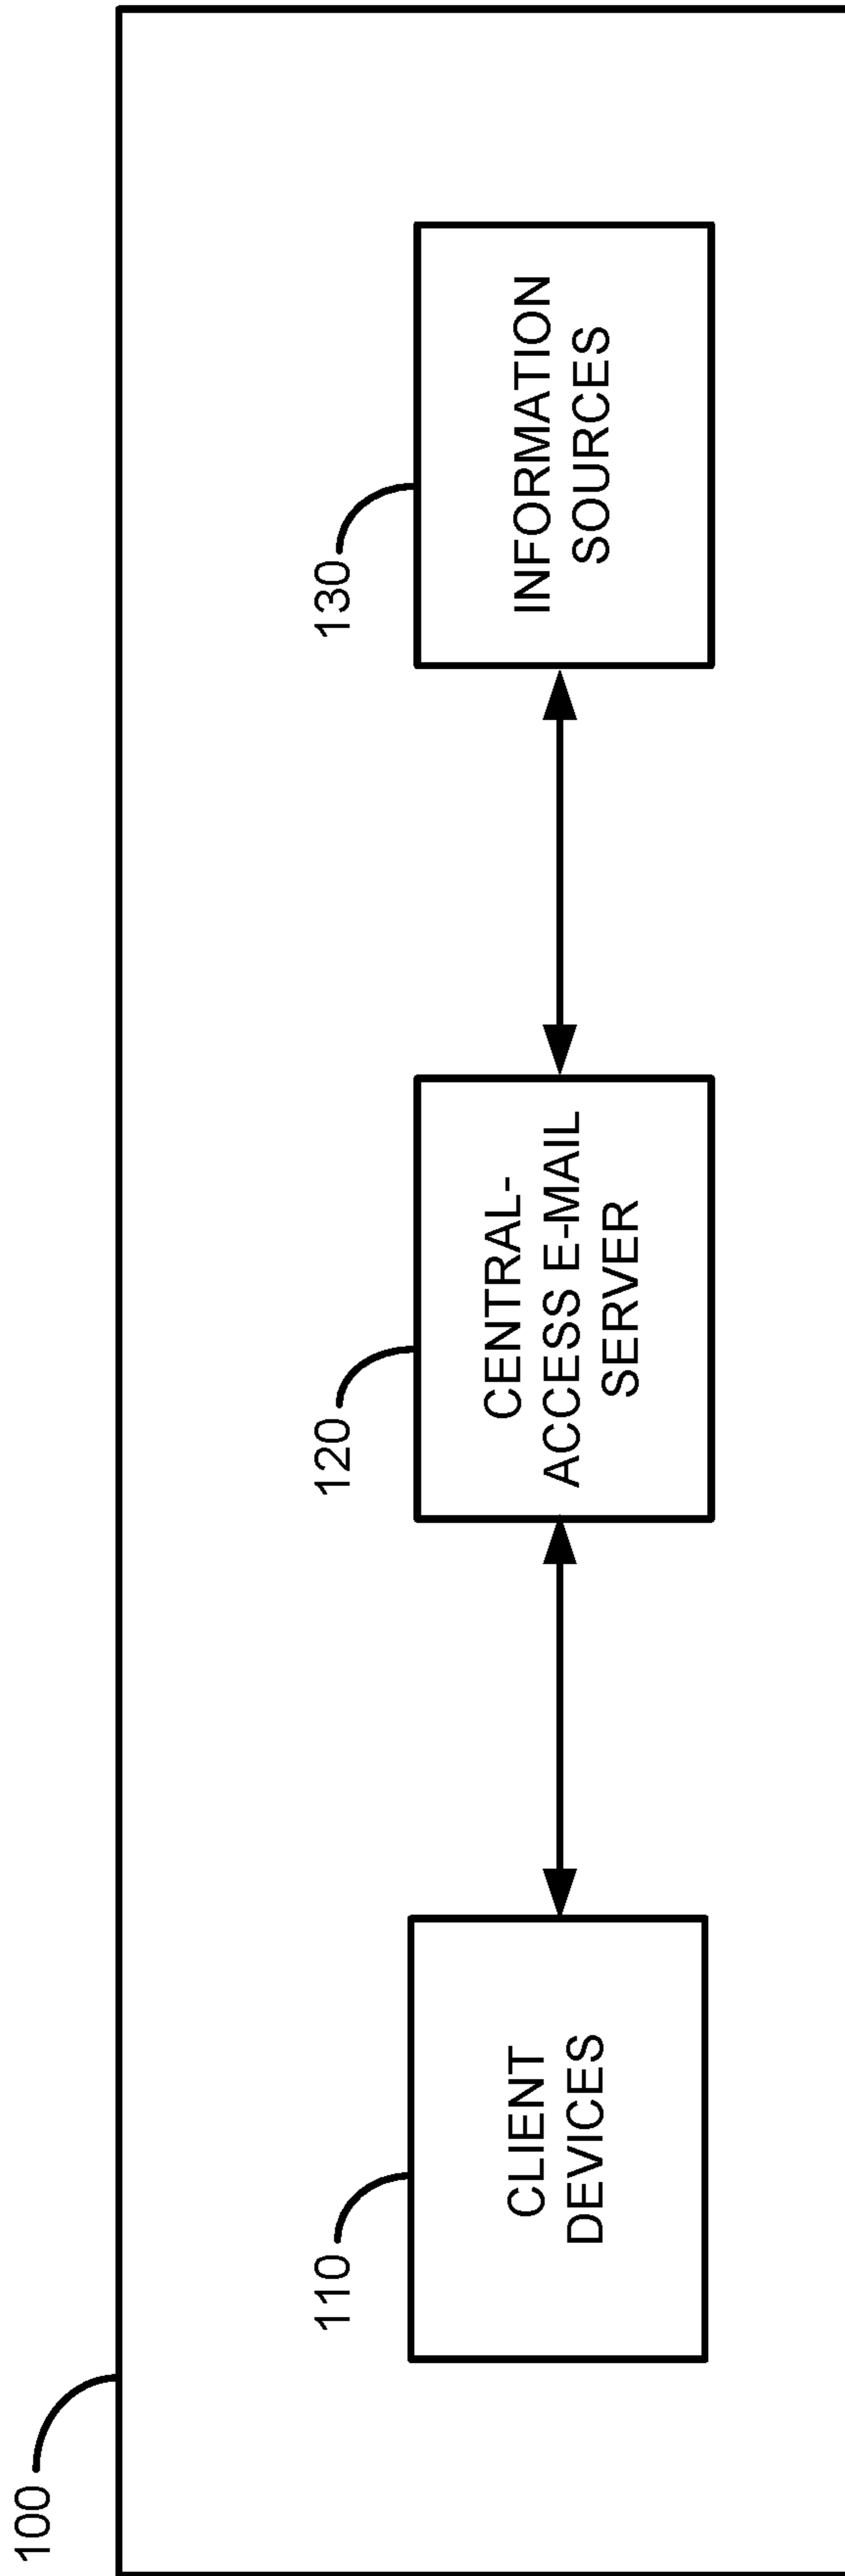 100
110
CLIENT
DEVICES
120
CENTRAL-
ACCESS E-MAIL
SERVER
130
INFORMATION
SOURCES